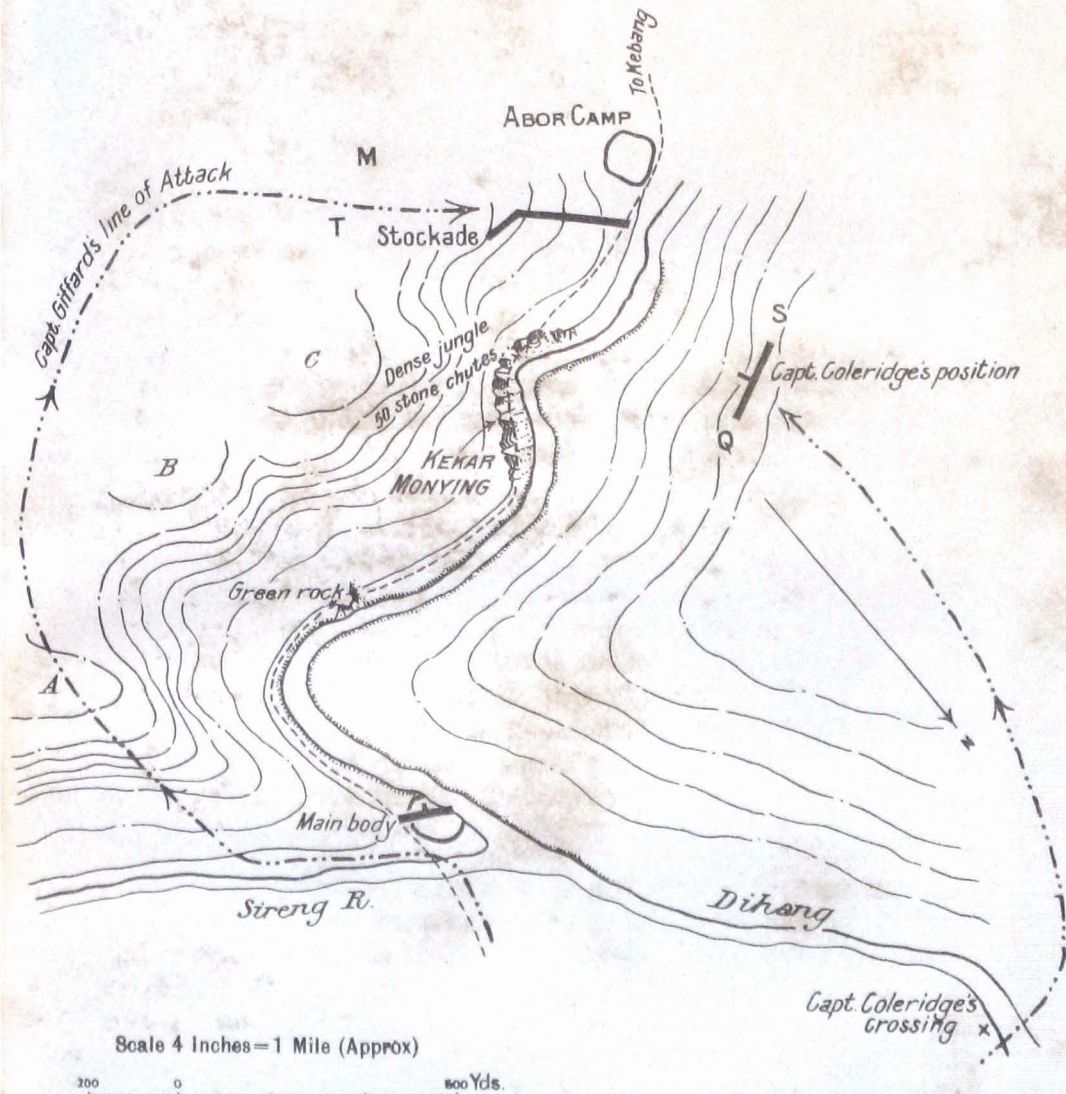 To Kebang
ABOR CAMP
M
Capt. Giffard's line of Attack
T
Stockade
S
C
Dense jungle
50 stone chutes
Capt. Coleridge's position
Q
B
KEKAR
MONYING
Green rock
A
N
Main body
Sireng R.
Dihang
Capt. Coleridge's
crossing x
Scale 4 Inches=1 Mile (Approx)
200 0 800 Yds.